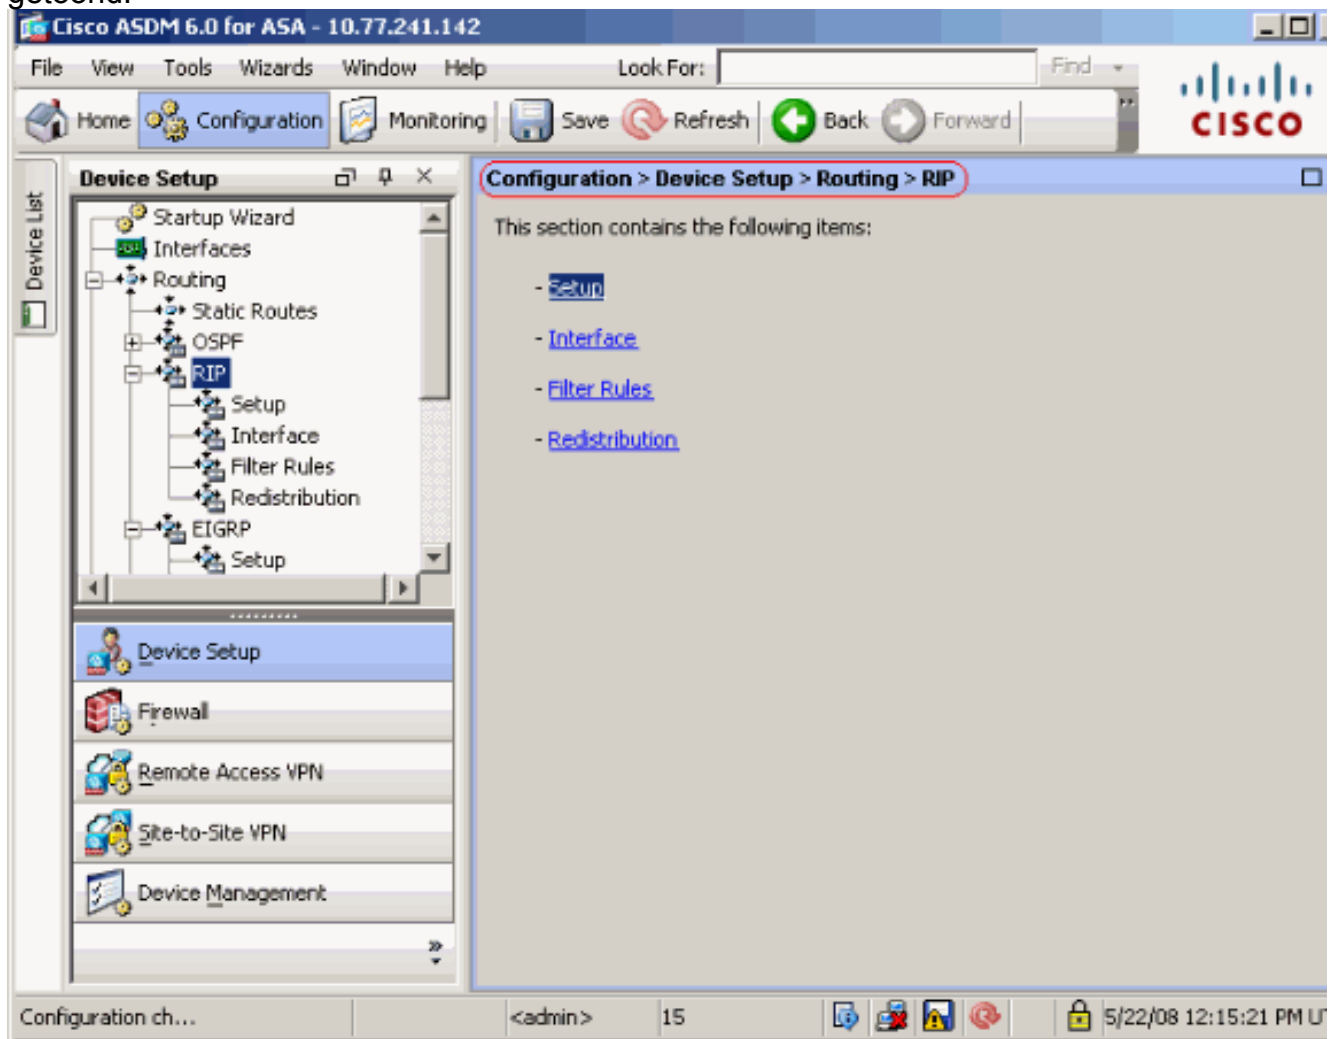 Cisco ASDM 6.0 for ASA - 10.77.241.142
File View Tools Wizards Window Help Look For: Find
Home Configuration Monitoring Save Refresh Back Forward
CISCO
Device List
Device Setup
Startup Wizard
Interfaces
Routing
Static Routes
OSPF
RIP
Setup
Interface
Filter Rules
Redistribution
EIGRP
Setup
Device Setup
Firewall
Remote Access VPN
Site-to-Site VPN
Device Management
Configuration > Device Setup > Routing > RIP
This section contains the following items:
- Setup
- Interface
- Filter Rules
- Redistribution
Configuration ch... <admin> 15 5/22/08 12:15:21 PM